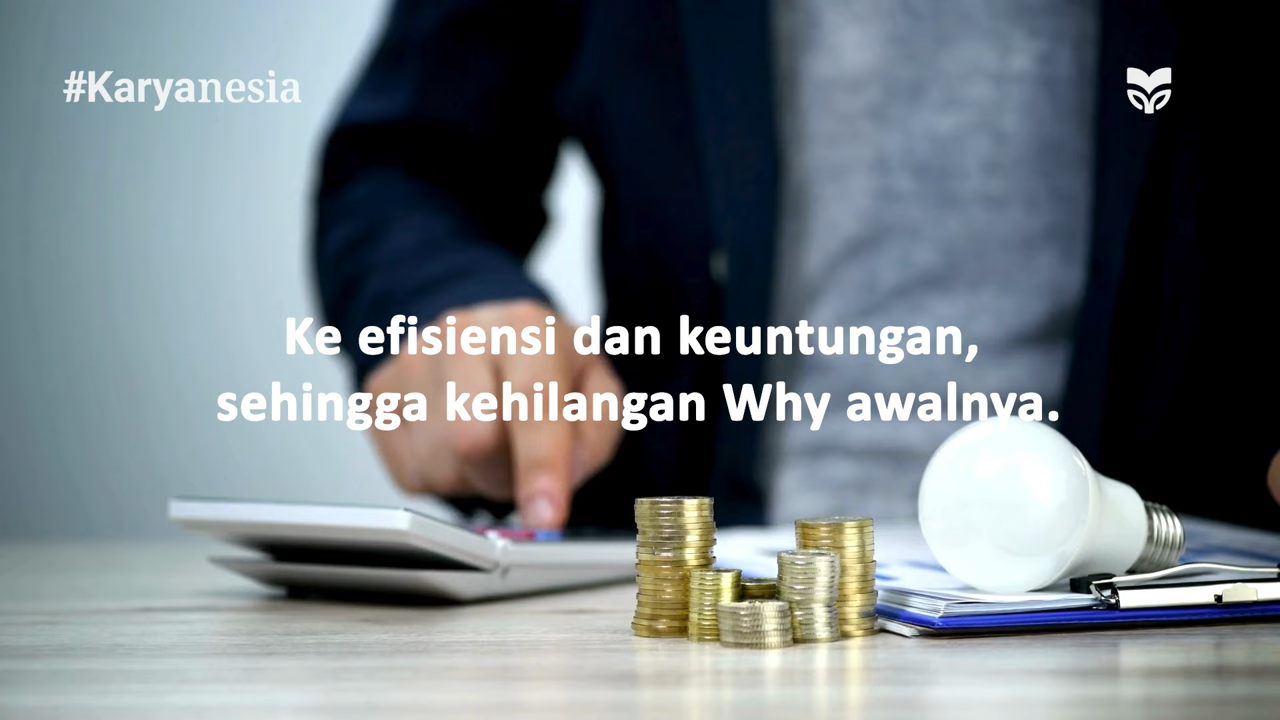 #Karyanesia
Ke efisiensi dan keuntungan,
sehingga kehilangan Why awalnya.